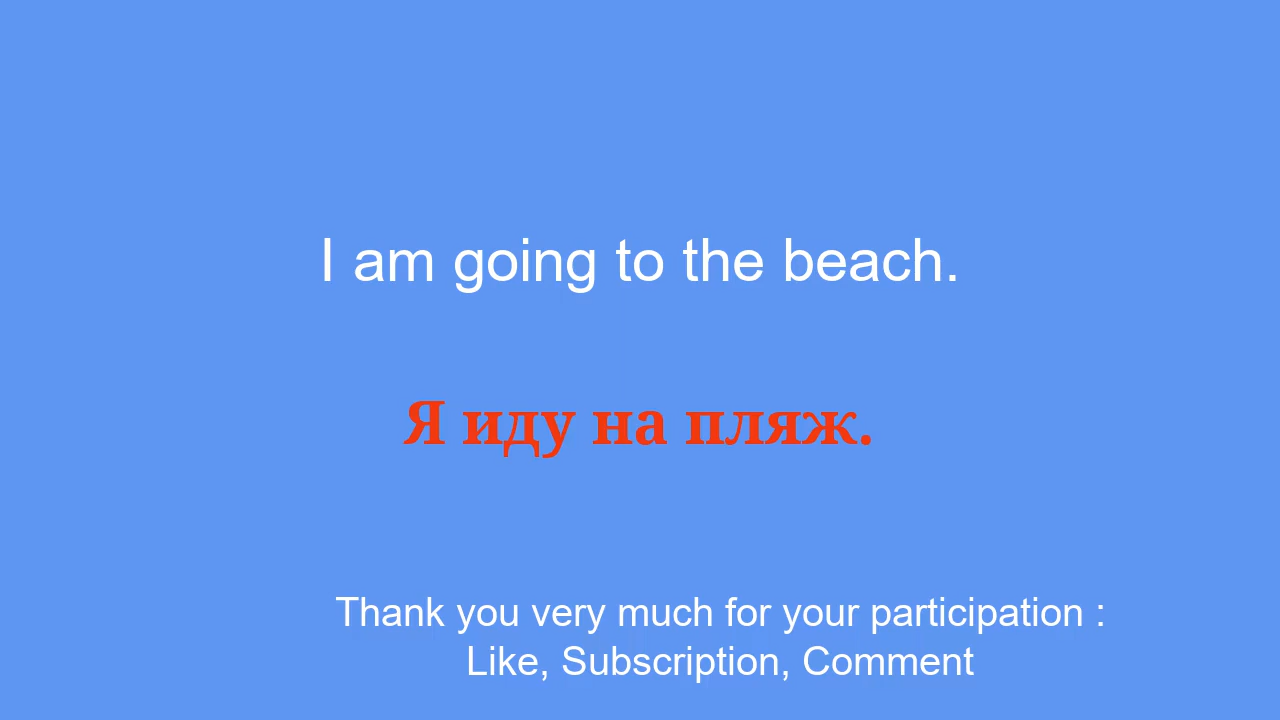 I am going to the beach.
Я иду на пляж.
Thank you very much for your participation :
Like, Subscription, Comment